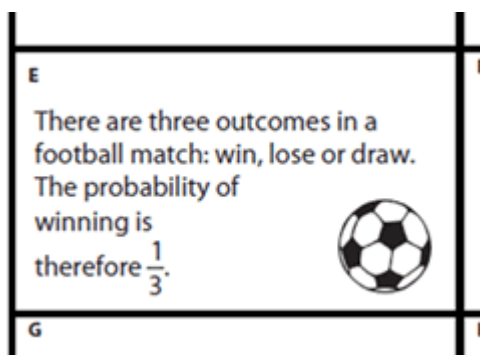 E
There are three outcomes in a
football match: win, lose or draw.
The probability of
winning is
therefore 1/3.
G